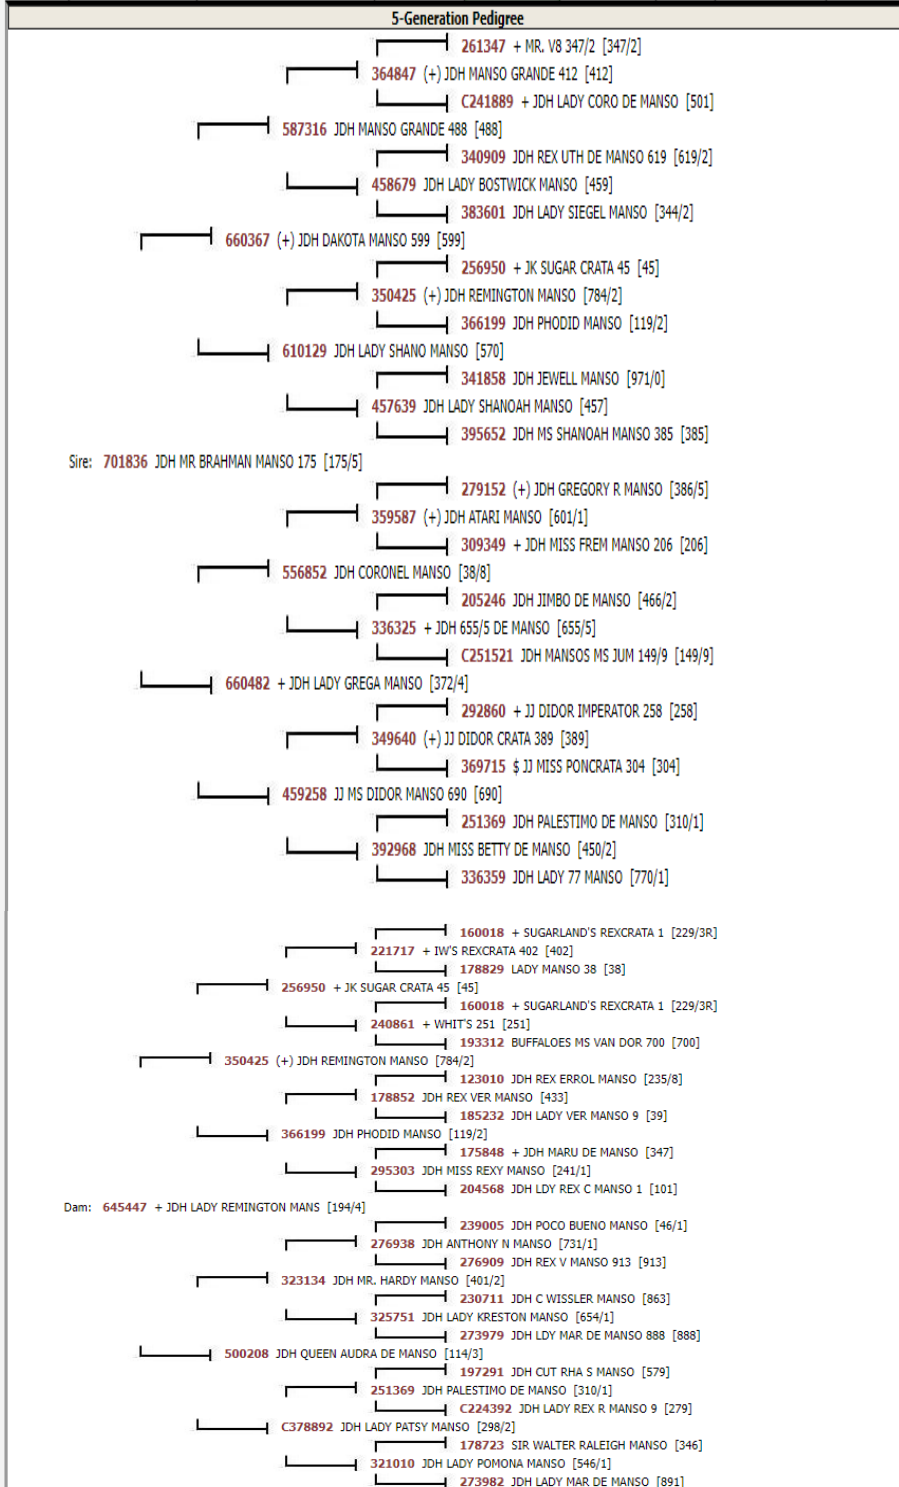 5-Generation Pedigree
261347 + MR. V8 347/2 [347/2]
364847 (+) JDH MANSO GRANDE 412 [412]
C241889 + JDH LADY CORO DE MANSO [501]
587316 JDH MANSO GRANDE 488 [488]
340909 JDH REX UTH DE MANSO 619 [619/2]
458679 JDH LADY BOSTWICK MANSO [459]
383601 JDH LADY SIEGEL MANSO [344/2]
660367 (+) JDH DAKOTA MANSO 599 [599]
256950 + JK SUGAR CRATA 45 [45]
350425 (+) JDH REMINGTON MANSO [784/2]
366199 JDH PHODID MANSO [119/2]
610129 JDH LADY SHANO MANSO [570]
341858 JDH JEWELL MANSO [971/0]
457639 JDH LADY SHANOAH MANSO [457]
395652 JDH MS SHANOAH MANSO 385 [385]
Sire: 701836 JDH MR BRAHMAN MANSO 175 [175/5]
279152 (+) JDH GREGORY R MANSO [386/5]
359587 (+) JDH ATARI MANSO [601/1]
309349 + JDH MISS FREM MANSO 206 [206]
556852 JDH CORONEL MANSO [38/8]
205246 JDH JIMBO DE MANSO [466/2]
336325 + JDH 655/5 DE MANSO [655/5]
C251521 JDH MANSOS MS JUM 149/9 [149/9]
660482 + JDH LADY GREGA MANSO [372/4]
292860 + JJ DIDOR IMPERATOR 258 [258]
349640 (+) JJ DIDOR CRATA 389 [389]
369715 $ JJ MISS PONCRATA 304 [304]
459258 JJ MS DIDOR MANSO 690 [690]
251369 JDH PALESTIMO DE MANSO [310/1]
392968 JDH MISS BETTY DE MANSO [450/2]
336359 JDH LADY 77 MANSO [770/1]
160018 + SUGARLAND'S REXCRATA 1 [229/3R]
221717 + IW'S REXCRATA 402 [402]
178829 LADY MANSO 38 [38]
256950 + JK SUGAR CRATA 45 [45]
160018 + SUGARLAND'S REXCRATA 1 [229/3R]
240861 + WHIT'S 251 [251]
193312 BUFFALOES MS VAN DOR 700 [700]
350425 (+) JDH REMINGTON MANSO [784/2]
123010 JDH REX ERROL MANSO [235/8]
178852 JDH REX VER MANSO [433]
185232 JDH LADY VER MANSO 9 [39]
366199 JDH PHODID MANSO [119/2]
175848 + JDH MARU DE MANSO [347]
295303 JDH MISS REXY MANSO [241/1]
204568 JDH LDY REX C MANSO 1 [101]
Dam: 645447 + JDH LADY REMINGTON MANS [194/4]
239005 JDH POCO BUENO MANSO [46/1]
276938 JDH ANTHONY N MANSO [731/1]
276909 JDH REX V MANSO 913 [913]
323134 JDH MR. HARDY MANSO [401/2]
230711 JDH C WISSLER MANSO [863]
325751 JDH LADY KRESTON MANSO [654/1]
273979 JDH LDY MAR DE MANSO 888 [888]
500208 JDH QUEEN AUDRA DE MANSO [114/3]
197291 JDH CUT RHA S MANSO [579]
251369 JDH PALESTIMO DE MANSO [310/1]
C224392 JDH LADY REX R MANSO 9 [279]
C378892 JDH LADY PATSY MANSO [298/2]
178723 SIR WALTER RALEIGH MANSO [346]
321010 JDH LADY POMONA MANSO [546/1]
273982 JDH LADY MAR DE MANSO [891]